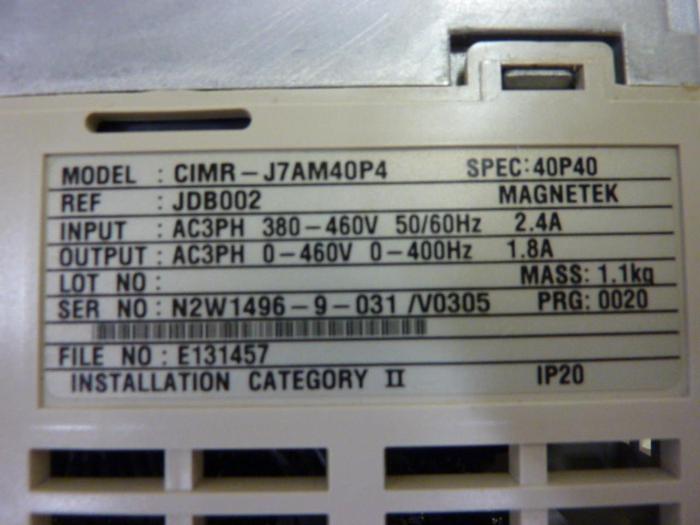 MODEL : CIMR-J7AM40P4 SPEC:40P40
REF : JDB002 MAGNETEK
INPUT : AC3PH 380-460V 50/60Hz 2.4A
OUTPUT : AC3PH 0-460V 0-400Hz 1.8A
LOT NO : MASS: 1.1kg
SER NO : N2W1496-9-031 /V0305 PRG: 0020
FILE NO : E131457
INSTALLATION CATEGORY II IP20